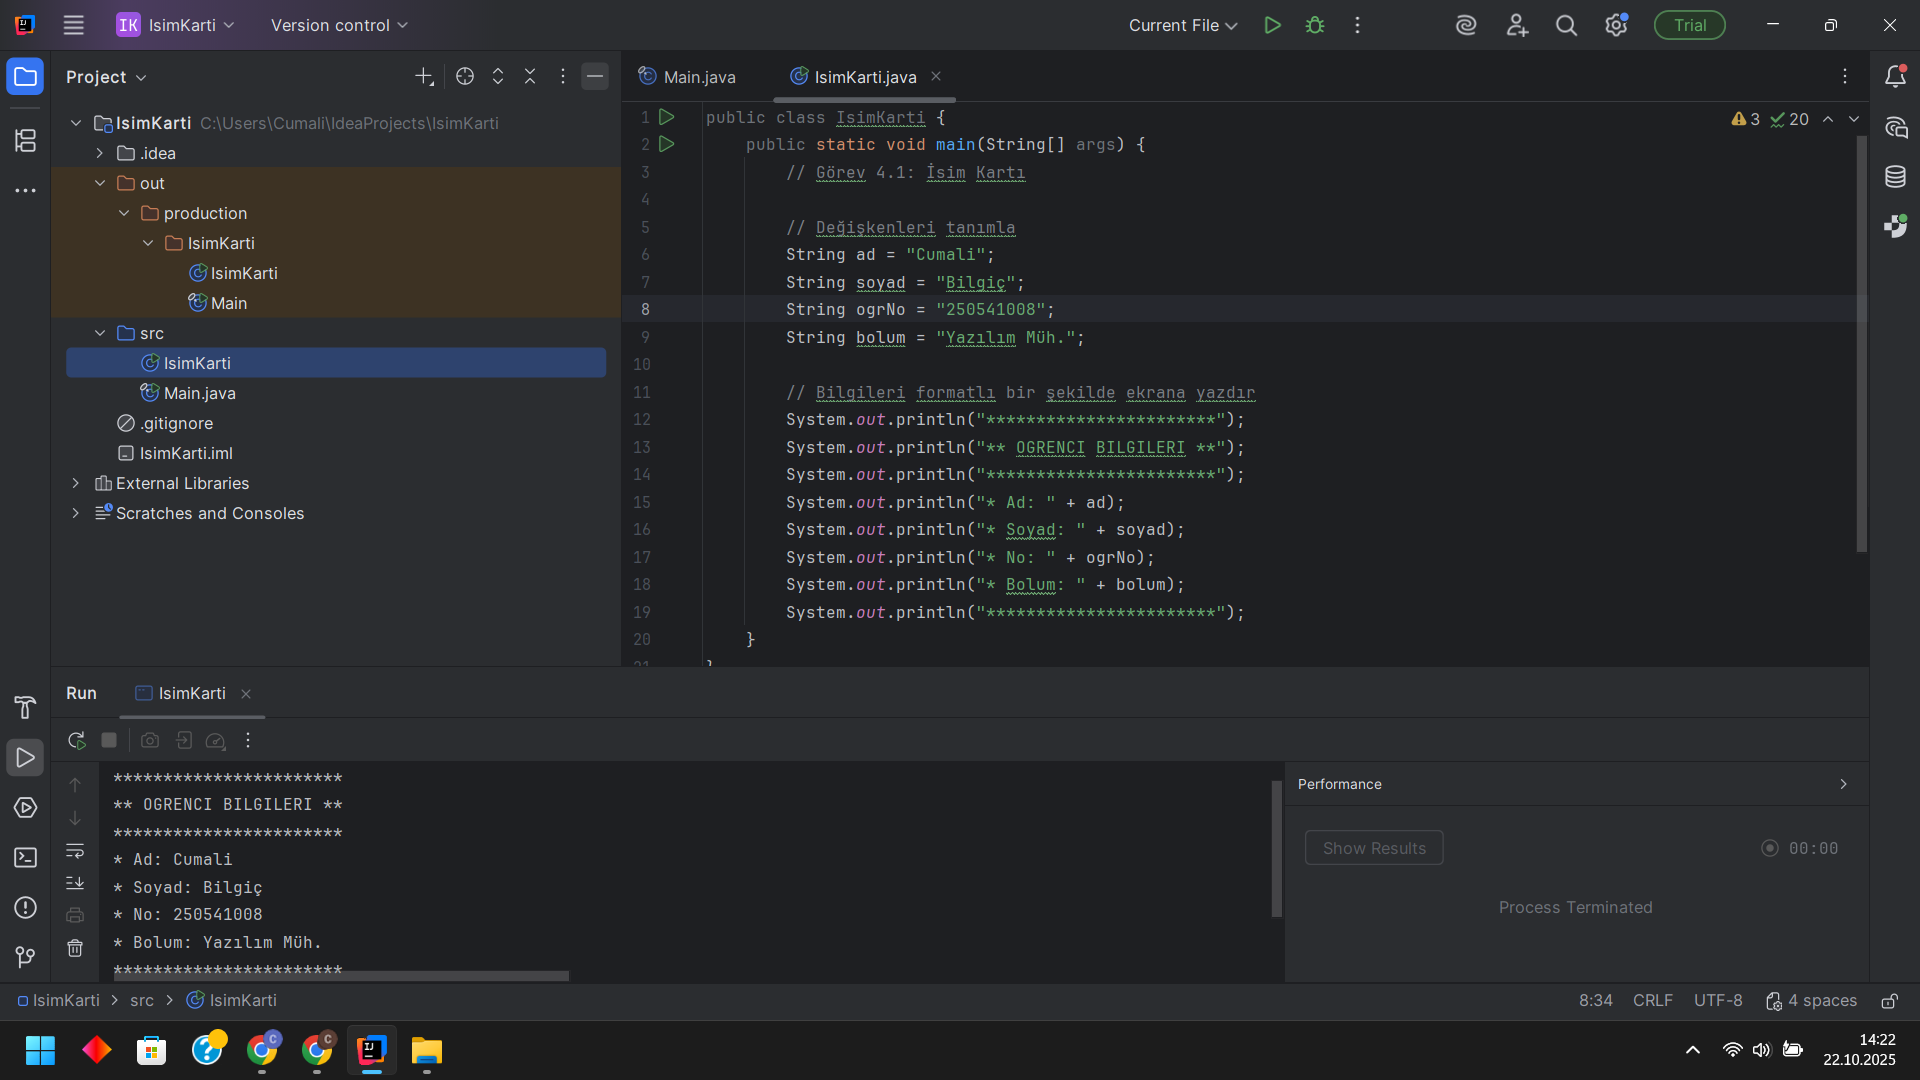 IK IsimKarti
Version control
Current File
Trial
Project
Main.java
IsimKarti.java
IsimKarti C:\Users\Cumali\IdeaProjects\IsimKarti
.idea
out
production
IsimKarti
IsimKarti
Main
src
IsimKarti
Main.java
.gitignore
IsimKarti.iml
External Libraries
Scratches and Consoles
3 20
1 public class IsimKarti {
2 public static void main(String[] args) {
3 // Görev 4.1: İsim Kartı
4
5 // Değişkenleri tanımla
6 String ad = "Cumali";
7 String soyad = "Bilgiç";
8 String ogrNo = "250541008";
9 String bolum = "Yazılım Müh.";
10
11 // Bilgileri formatlı bir şekilde ekrana yazdır
12 System.out.println("***********************");
13 System.out.println("** OGRENCI BILGILERI **");
14 System.out.println("***********************");
15 System.out.println("* Ad: " + ad);
16 System.out.println("* Soyad: " + soyad);
17 System.out.println("* No: " + ogrNo);
18 System.out.println("* Bolum: " + bolum);
19 System.out.println("***********************");
20 }
21 }
Run
IsimKarti
***********************
** OGRENCI BILGILERI **
***********************
* Ad: Cumali
* Soyad: Bilgiç
* No: 250541008
* Bolum: Yazılım Müh.
***********************
Performance
Show Results
00:00
Process Terminated
IsimKarti > src > IsimKarti
8:34 CRLF UTF-8 4 spaces
14:22
22.10.2025